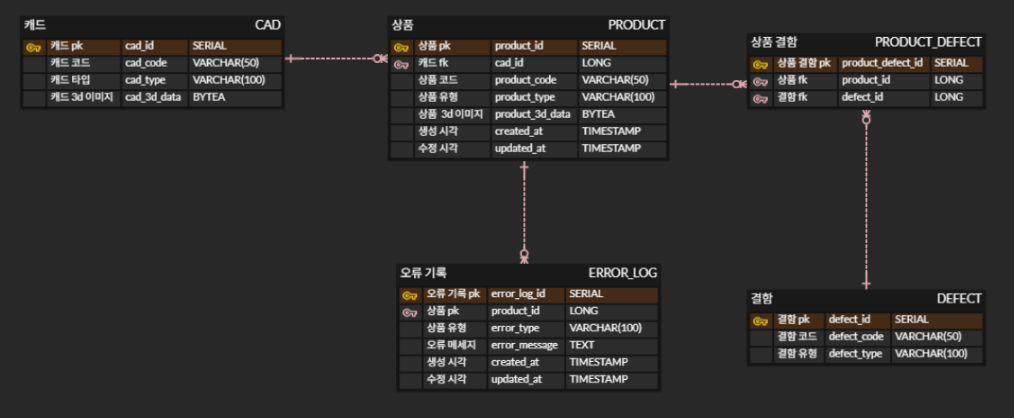 캐드 CAD
캐드 pk cad_id SERIAL
캐드 코드 cad_code VARCHAR(50)
캐드 타입 cad_type VARCHAR(100)
캐드 3d 이미지 cad_3d_data BYTEA
상품 PRODUCT
상품 pk product_id SERIAL
캐드 fk cad_id LONG
상품 코드 product_code VARCHAR(50)
상품 유형 product_type VARCHAR(100)
상품 3d 이미지 product_3d_data BYTEA
생성 시각 created_at TIMESTAMP
수정 시각 updated_at TIMESTAMP
상품 결함 PRODUCT_DEFECT
상품 결함 pk product_defect_id SERIAL
상품 fk product_id LONG
결함 fk defect_id LONG
오류 기록 ERROR_LOG
오류 기록 pk error_log_id SERIAL
상품 pk product_id LONG
상품 유형 error_type VARCHAR(100)
오류 메세지 error_message TEXT
생성 시각 created_at TIMESTAMP
수정 시각 updated_at TIMESTAMP
결함 DEFECT
결함 pk defect_id SERIAL
결함 코드 defect_code VARCHAR(50)
결함 유형 defect_type VARCHAR(100)